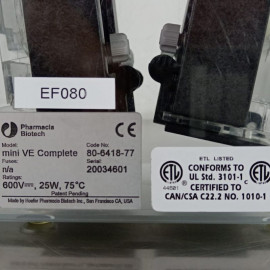 EF080
Pharmacia
Biotech
Model: Code No:
mini VE Complete 80-6418-77
Fuses: Serial No:
n/a 20034601
Ratings:
600V, 25W, 75°C
Patent Pending
Made by Hoefer Pharmacia Biotech Inc., San Francisco, CA, USA
ETL LISTED
CONFORMS TO
UL Std. 3101-1
CERTIFIED TO
CAN/CSA C22.2 NO. 1010-1
ETL